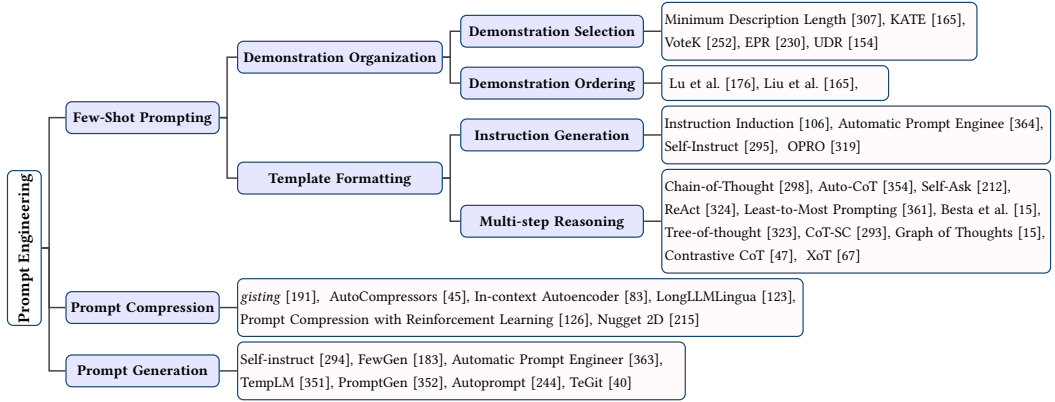 Prompt Engineering
Few-Shot Prompting
Demonstration Organization
Demonstration Selection
Minimum Description Length [307], KATE [165],
VoteK [252], EPR [230], UDR [154]
Demonstration Ordering
Lu et al. [176], Liu et al. [165],
Template Formatting
Instruction Generation
Instruction Induction [106], Automatic Prompt Enginee [364],
Self-Instruct [295], OPRO [319]
Multi-step Reasoning
Chain-of-Thought [298], Auto-CoT [354], Self-Ask [212],
ReAct [324], Least-to-Most Prompting [361], Besta et al. [15],
Tree-of-thought [323], CoT-SC [293], Graph of Thoughts [15],
Contrastive CoT [47], XoT [67]
Prompt Compression
gisting [191], AutoCompressors [45], In-context Autoencoder [83], LongLLMLingua [123],
Prompt Compression with Reinforcement Learning [126], Nugget 2D [215]
Prompt Generation
Self-instruct [294], FewGen [183], Automatic Prompt Engineer [363],
TempLM [351], PromptGen [352], Autoprompt [244], TeGit [40]